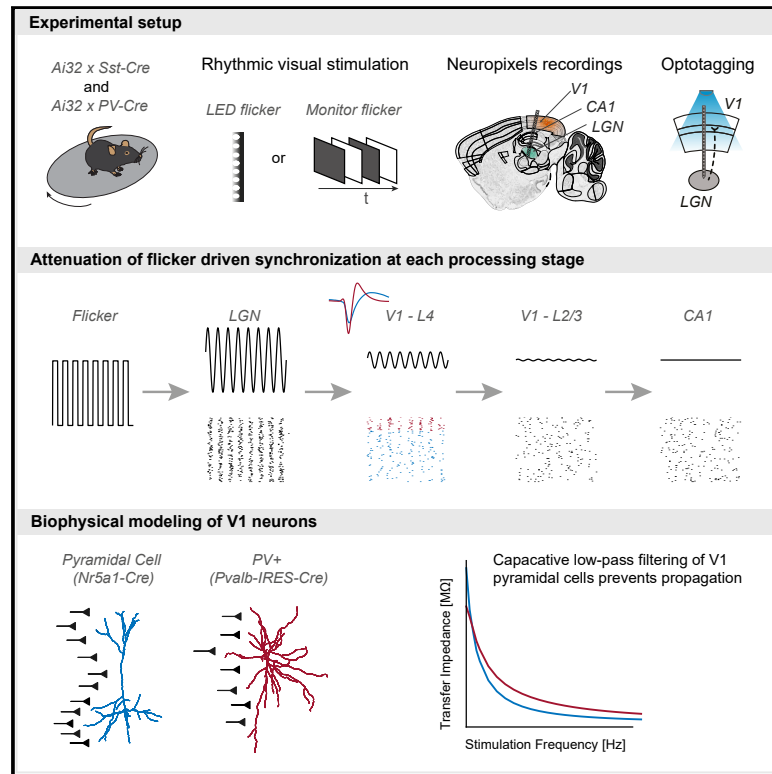 Experimental setup
Ai32 x Sst-Cre
and
Ai32 x PV-Cre
Rhythmic visual stimulation
LED flicker
or
Monitor flicker
t
Neuropixels recordings
V1
CA1
LGN
Optotagging
V1
LGN
Attenuation of flicker driven synchronization at each processing stage
Flicker
LGN
V1 - L4
V1 - L2/3
CA1
Biophysical modeling of V1 neurons
Pyramidal Cell
(Nr5a1-Cre)
PV+
(Pvalb-IRES-Cre)
Capacative low-pass filtering of V1
pyramidal cells prevents propagation
Transfer Impedance [MΩ]
Stimulation Frequency [Hz]